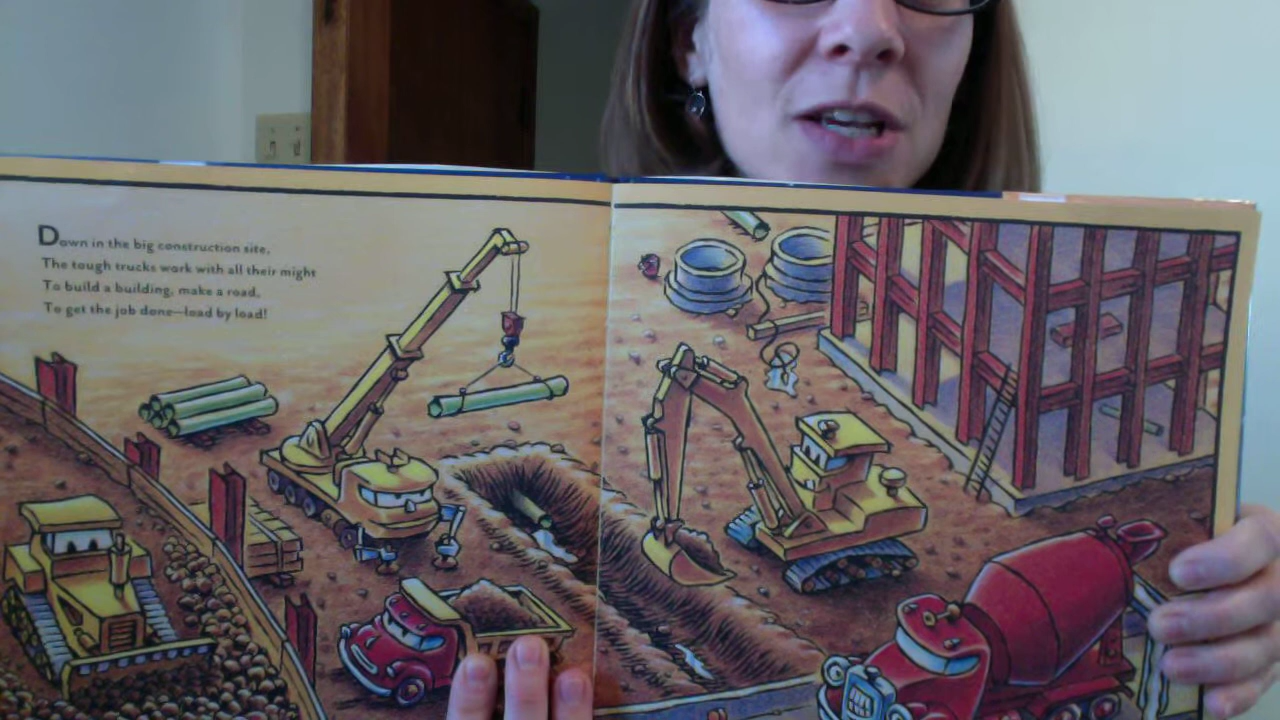 Down in the big construction site,
The tough trucks work with all their might
To build a building, make a road,
To get the job done—load by load!